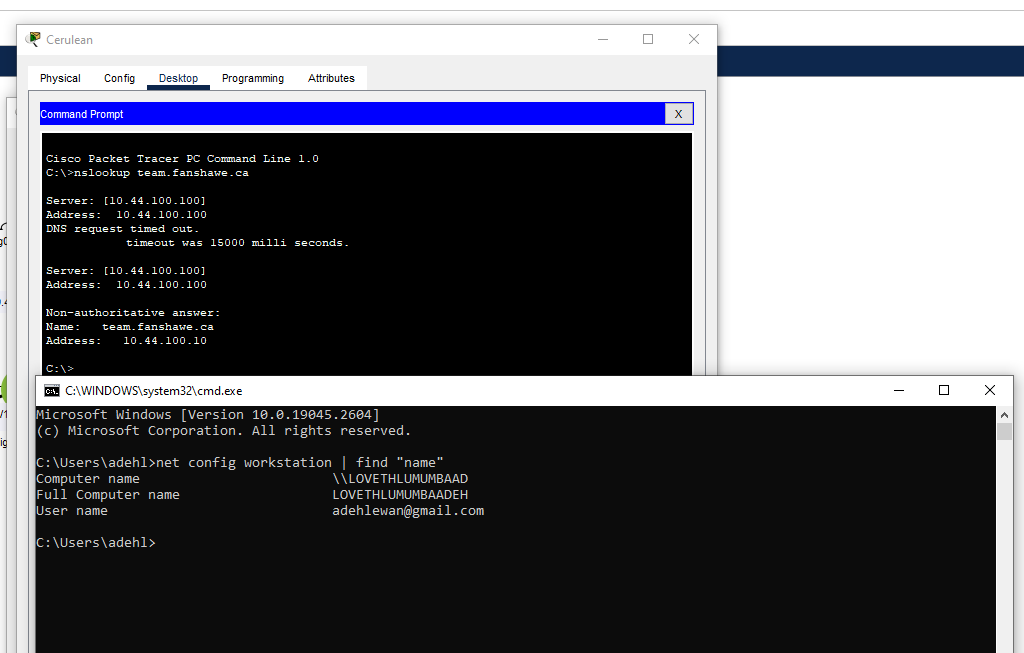 Cerulean
Physical Config Desktop Programming Attributes
Command Prompt X
Cisco Packet Tracer PC Command Line 1.0
C:\>nslookup team.fanshawe.ca
Server: [10.44.100.100]
Address: 10.44.100.100
DNS request timed out.
timeout was 15000 milli seconds.
Server: [10.44.100.100]
Address: 10.44.100.100
Non-authoritative answer:
Name: team.fanshawe.ca
Address: 10.44.100.10
C:\>
C:\WINDOWS\system32\cmd.exe
Microsoft Windows [Version 10.0.19045.2604]
(c) Microsoft Corporation. All rights reserved.
C:\Users\adehl>net config workstation | find "name"
Computer name \\LOVETHLUMUMBAAD
Full Computer name LOVETHLUMUMBAADEH
User name adehlewan@gmail.com
C:\Users\adehl>